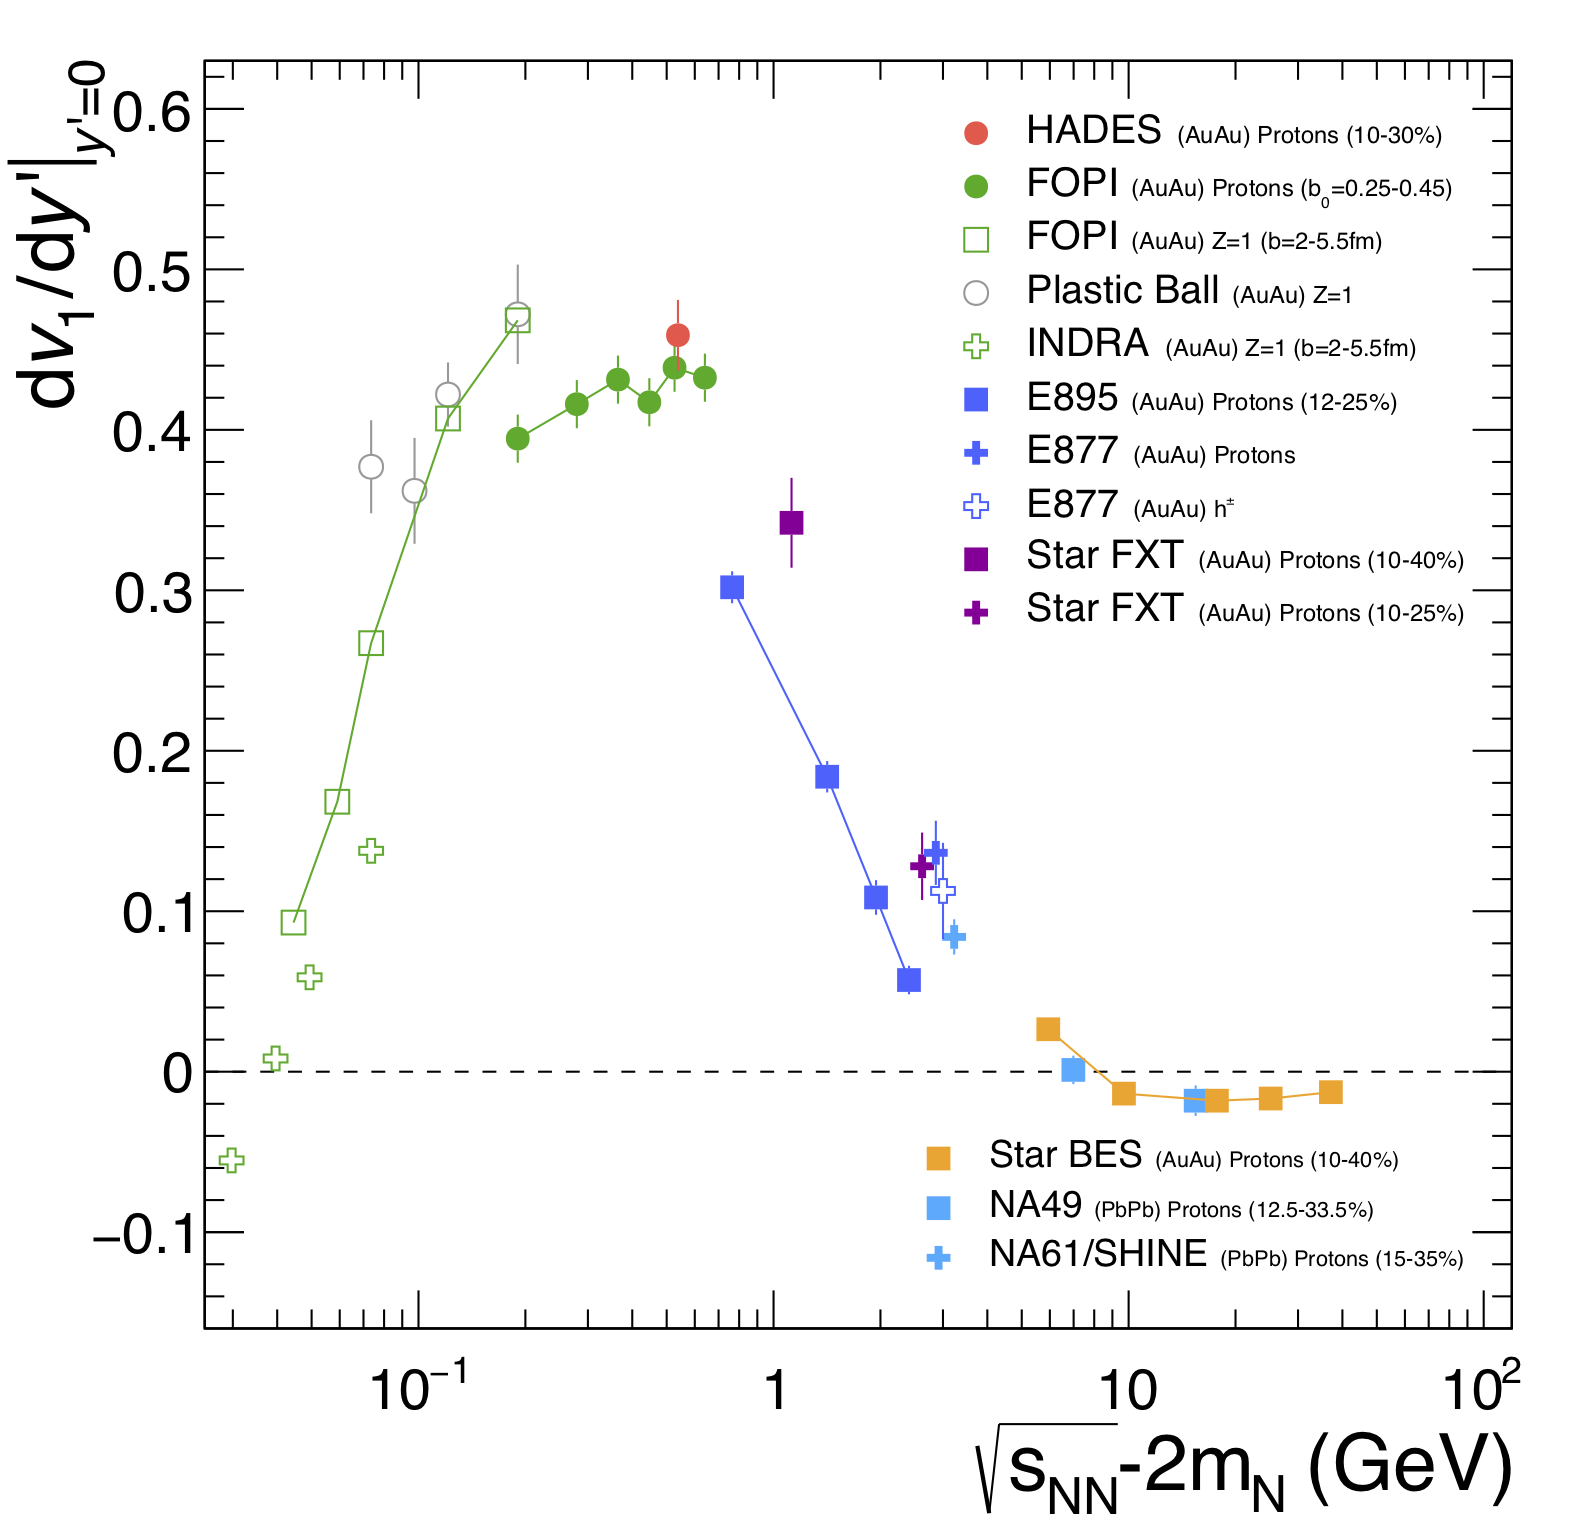 dv₁/dy'|y'=0
0.6
0.5
0.4
0.3
0.2
0.1
0
−0.1
HADES (AuAu) Protons (10-30%)
FOPI (AuAu) Protons (b₀=0.25-0.45)
FOPI (AuAu) Z=1 (b=2-5.5fm)
Plastic Ball (AuAu) Z=1
INDRA (AuAu) Z=1 (b=2-5.5fm)
E895 (AuAu) Protons (12-25%)
E877 (AuAu) Protons
E877 (AuAu) h±
Star FXT (AuAu) Protons (10-40%)
Star FXT (AuAu) Protons (10-25%)
Star BES (AuAu) Protons (10-40%)
NA49 (PbPb) Protons (12.5-33.5%)
NA61/SHINE (PbPb) Protons (15-35%)
10⁻¹ 1 10 10²
√sNN-2mN (GeV)